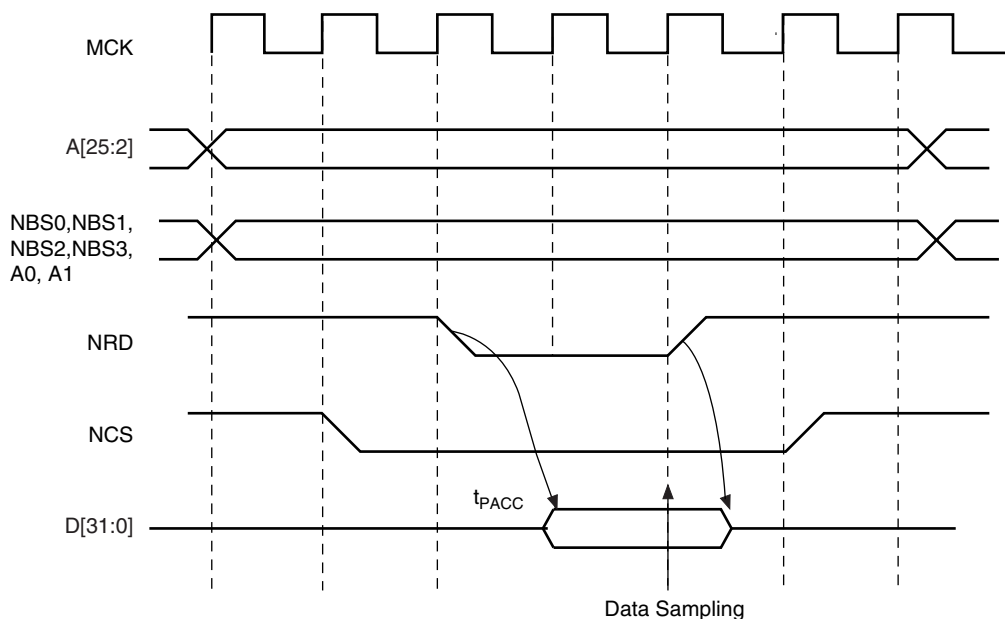 MCK
A[25:2]
NBS0,NBS1,
NBS2,NBS3,
A0, A1
NRD
NCS
tPACC
D[31:0]
Data Sampling